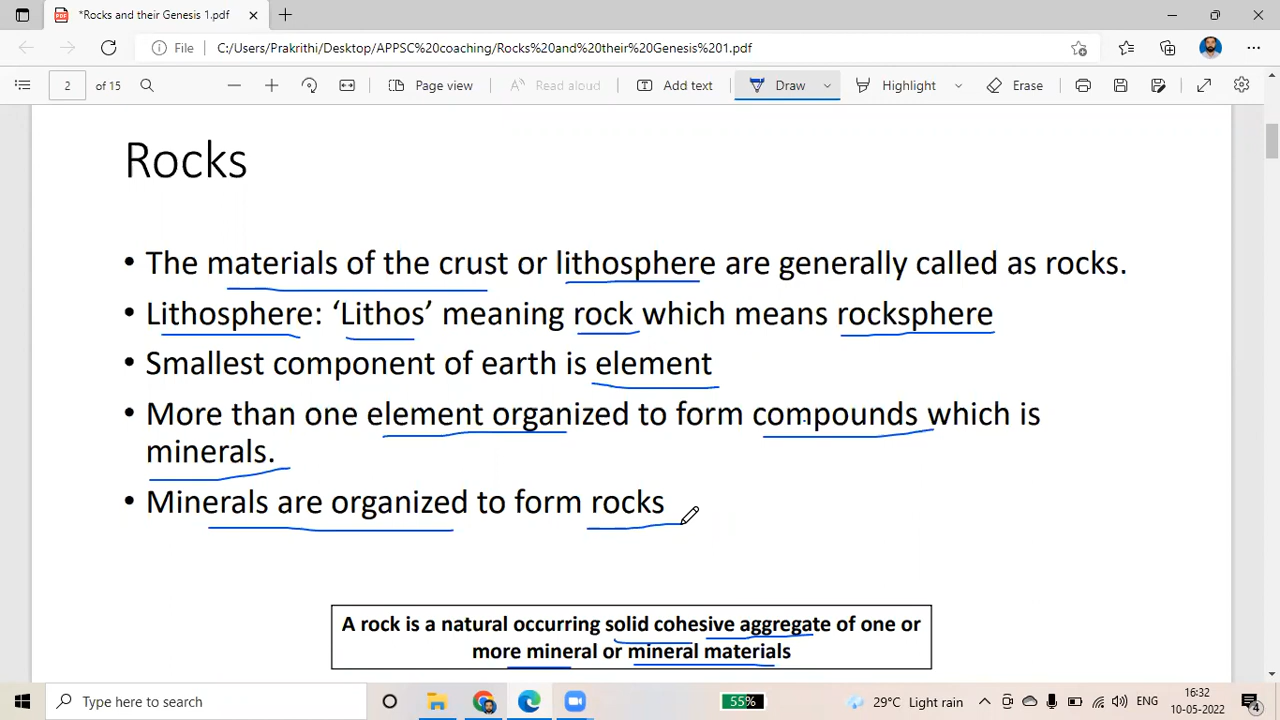 *Rocks and their Genesis 1.pdf
File
C:/Users/Prakrithi/Desktop/APPSC%20coaching/Rocks%20and%20their%20Genesis%201.pdf
2 of 15
Page view
Read aloud
Add text
Draw
Highlight
Erase
Rocks
• The materials of the crust or lithosphere are generally called as rocks.
• Lithosphere: ‘Lithos’ meaning rock which means rocksphere
• Smallest component of earth is element
• More than one element organized to form compounds which is
minerals.
• Minerals are organized to form rocks
A rock is a natural occurring solid cohesive aggregate of one or
more mineral or mineral materials
Type here to search
55%
29°C Light rain
ENG
16:32
10-05-2022
4